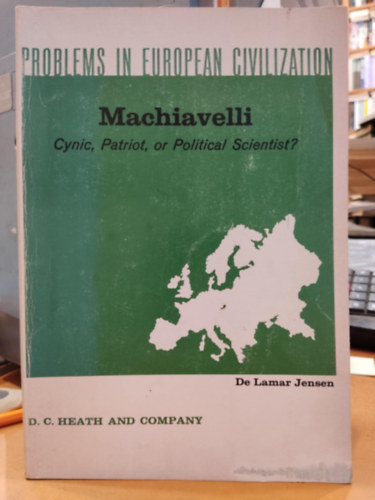 PROBLEMS IN EUROPEAN CIVILIZATION
Machiavelli
Cynic, Patriot, or Political Scientist?
De Lamar Jensen
D. C. HEATH AND COMPANY